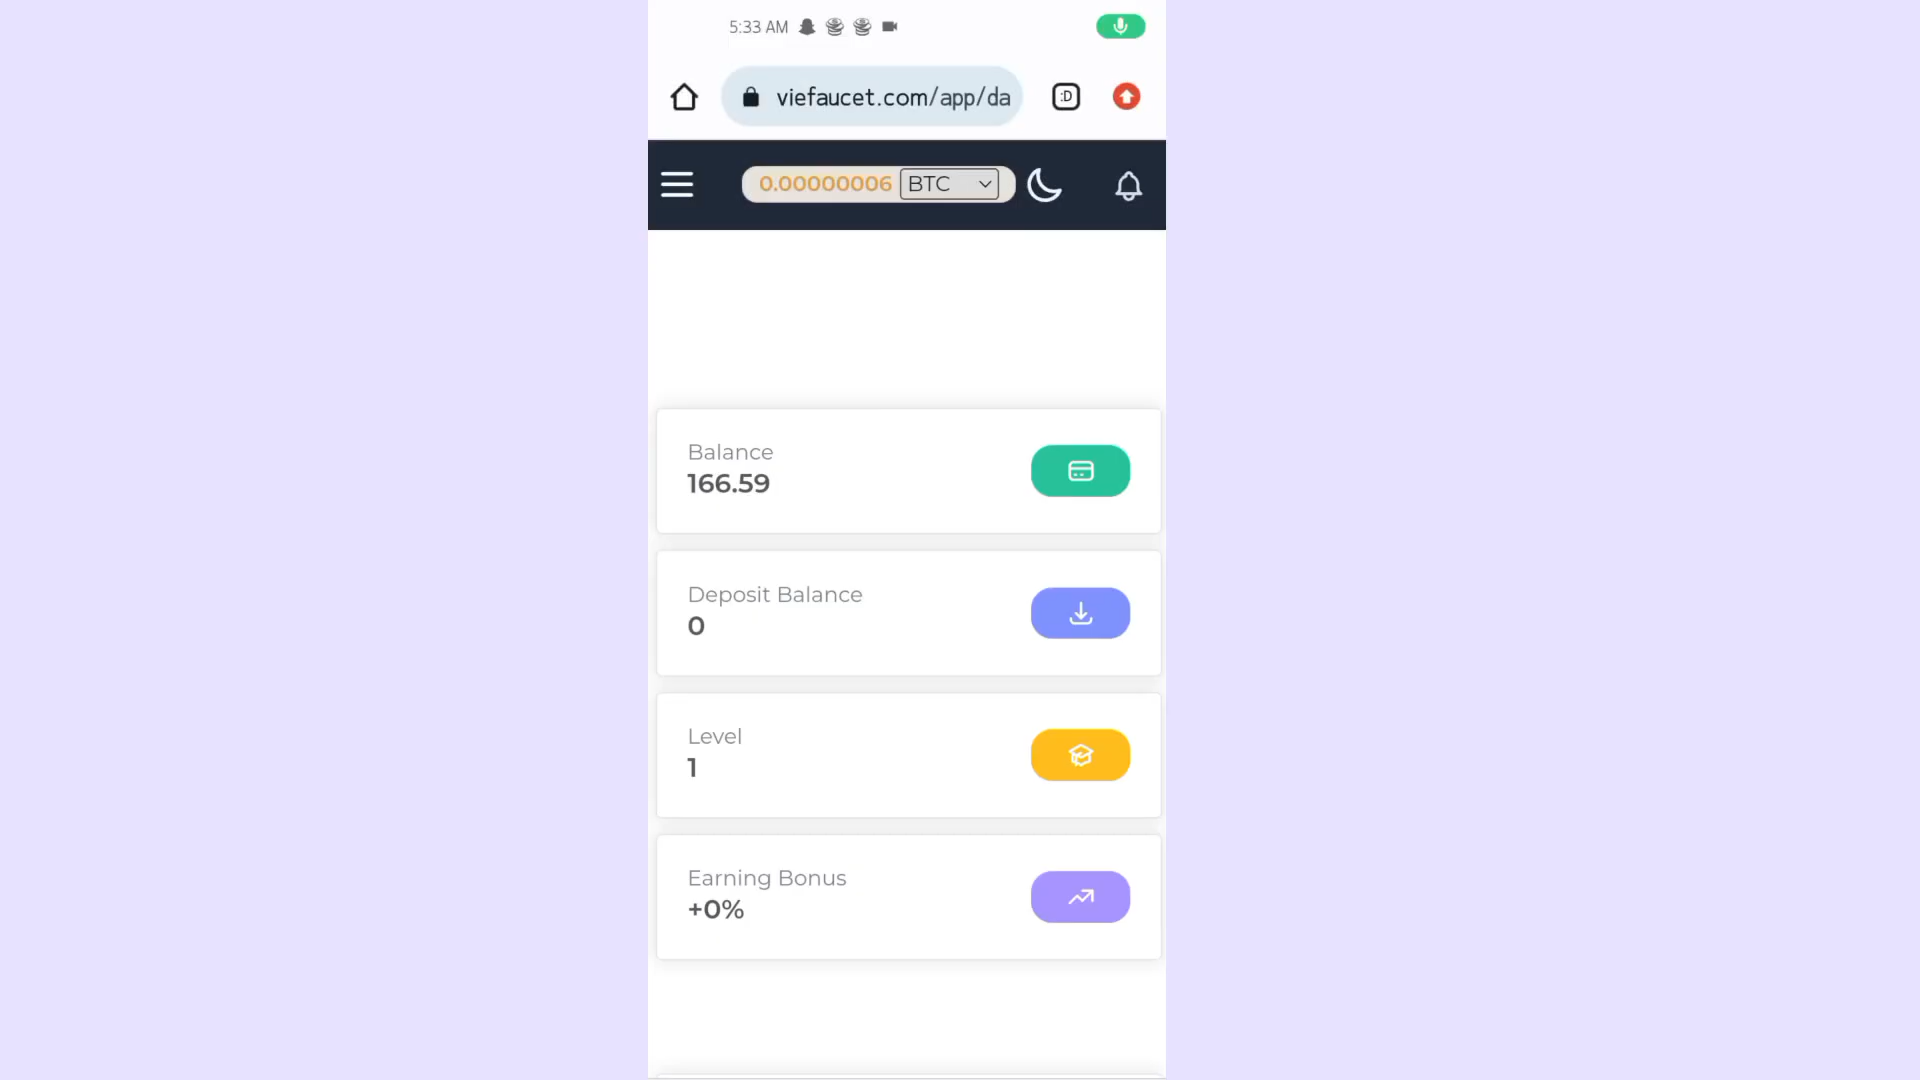 5:33 AM
:D
viefaucet.com/app/da
0.00000006 BTC
Balance
166.59
Deposit Balance
0
Level
1
Earning Bonus
+0%